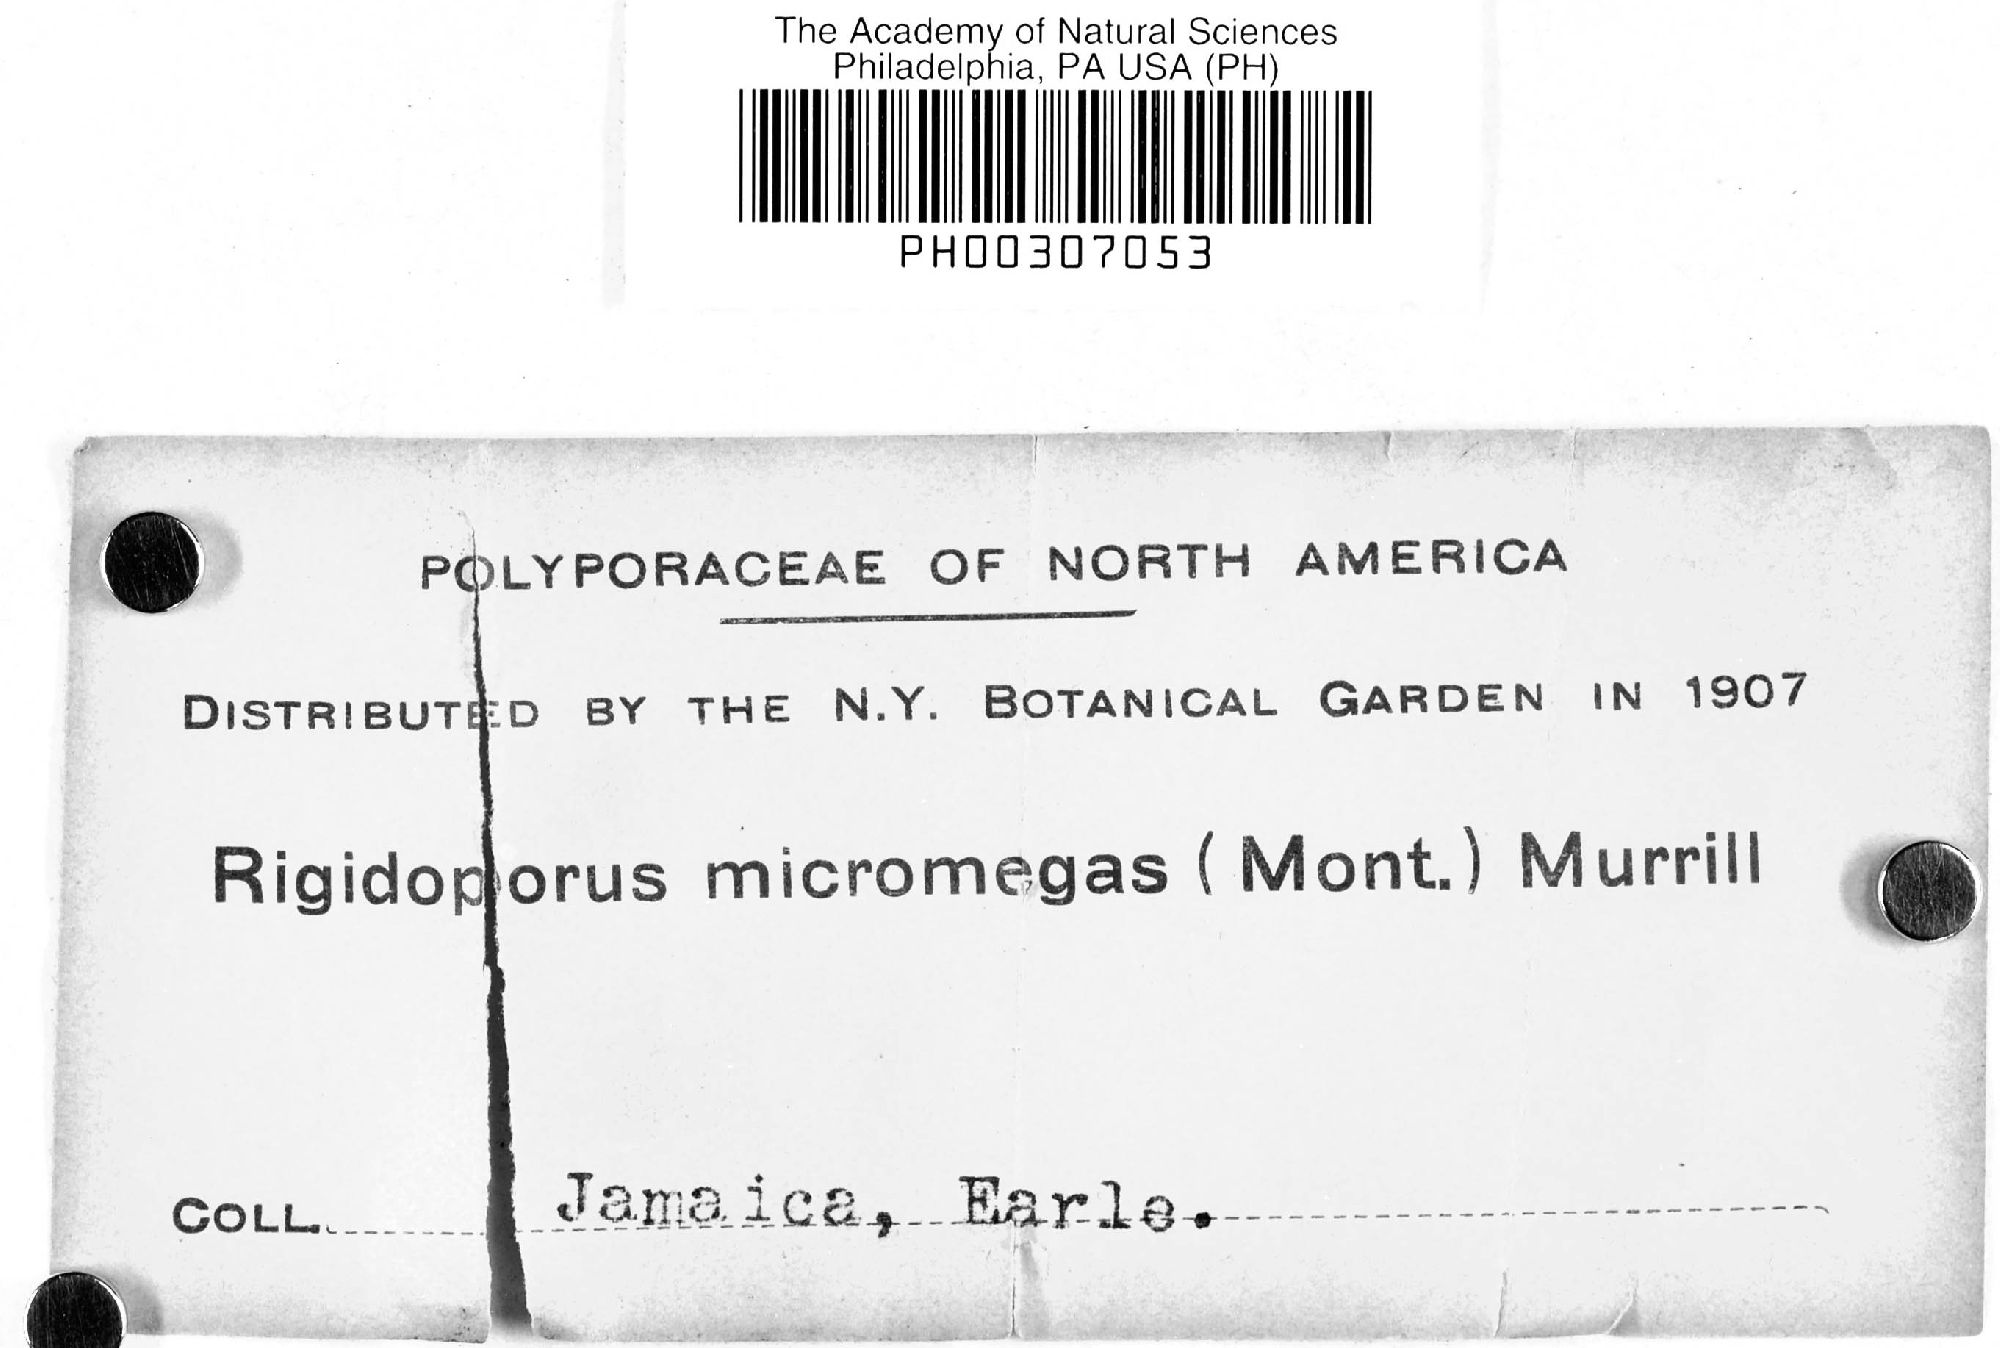 The Academy of Natural Sciences
Philadelphia, PA USA (PH)
PH00307053
POLYPORACEAE OF NORTH AMERICA
DISTRIBUTED BY THE N.Y. BOTANICAL GARDEN IN 1907
Rigidoporus micromegas (Mont.) Murrill
COLL. Jamaica, Earle.